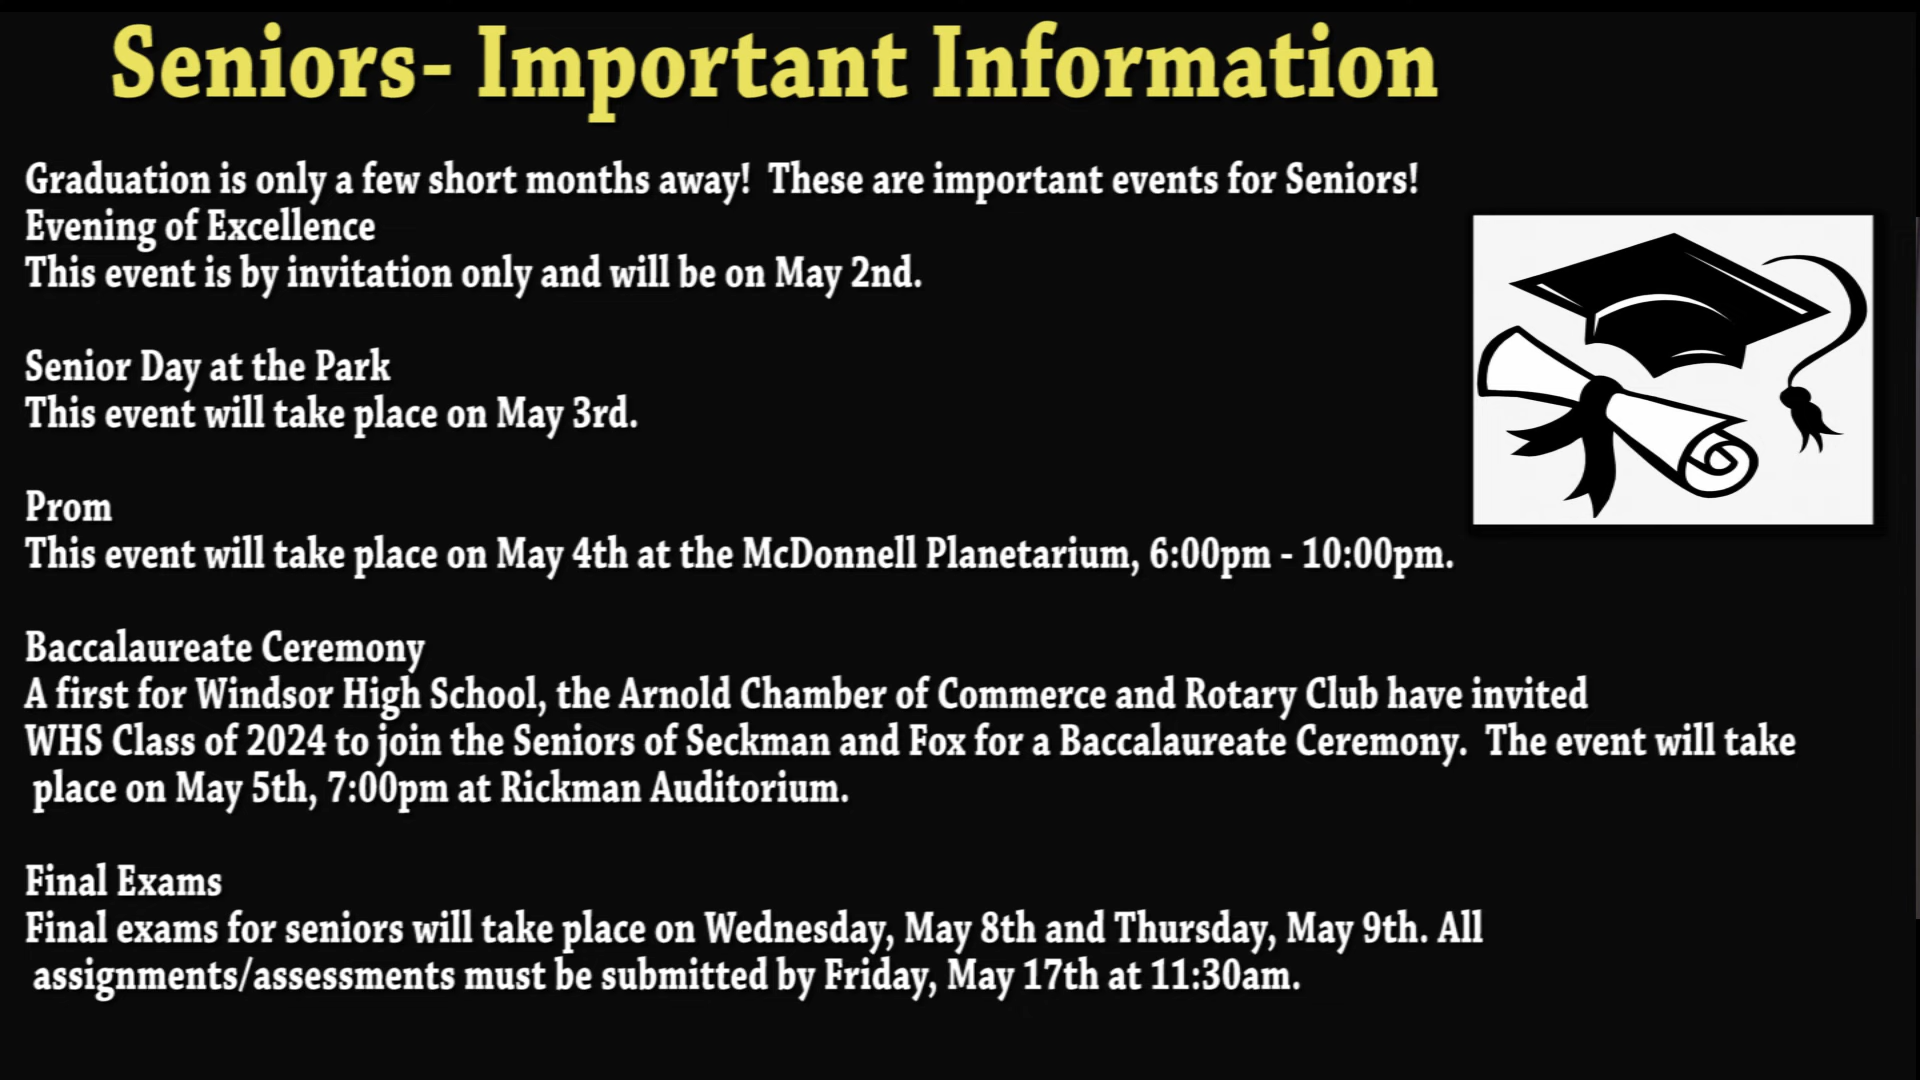 Seniors- Important Information
Graduation is only a few short months away!  These are important events for Seniors!
Evening of Excellence
This event is by invitation only and will be on May 2nd.
Senior Day at the Park
This event will take place on May 3rd.
Prom
This event will take place on May 4th at the McDonnell Planetarium, 6:00pm - 10:00pm.
Baccalaureate Ceremony
A first for Windsor High School, the Arnold Chamber of Commerce and Rotary Club have invited
WHS Class of 2024 to join the Seniors of Seckman and Fox for a Baccalaureate Ceremony.  The event will take
place on May 5th, 7:00pm at Rickman Auditorium.
Final Exams
Final exams for seniors will take place on Wednesday, May 8th and Thursday, May 9th. All
assignments/assessments must be submitted by Friday, May 17th at 11:30am.